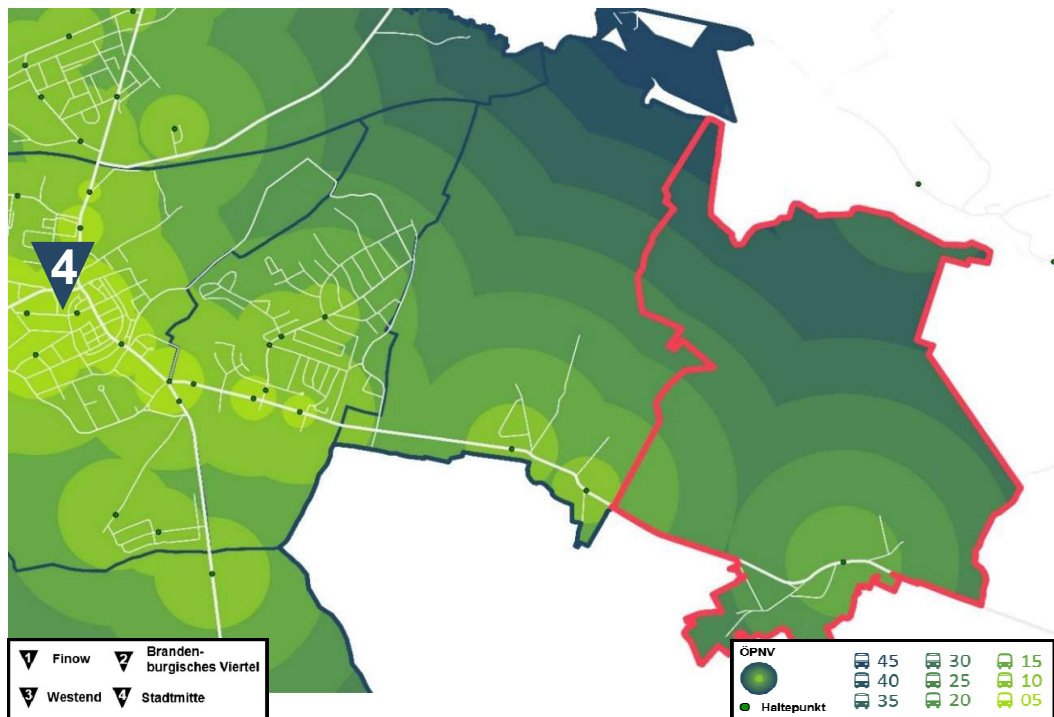 4
1 Finow
2 Branden-
burgisches Viertel
3 Westend
4 Stadtmitte
ÖPNV
Haltepunkt
45 30 15
40 25 10
35 20 05